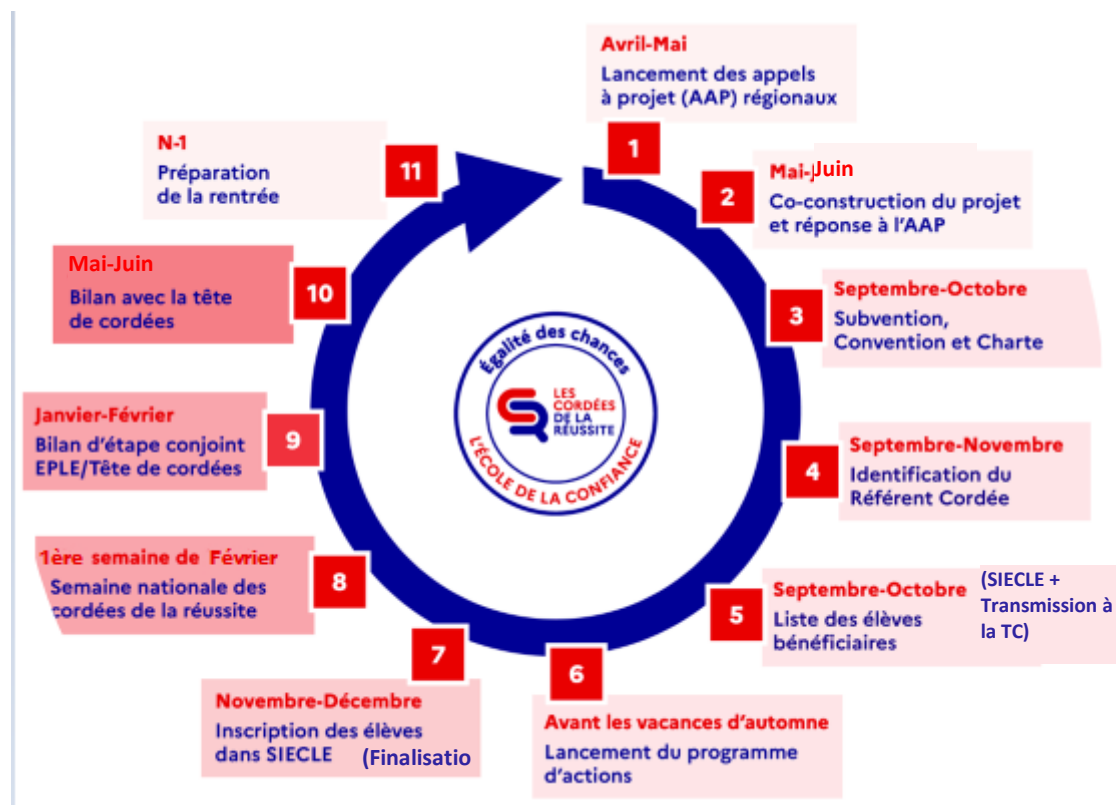 1
Avril-Mai
Lancement des appels
à projet (AAP) régionaux
2
Mai-Juin
Co-construction du projet
et réponse à l'AAP
3
Septembre-Octobre
Subvention,
Convention et Charte
4
Septembre-Novembre
Identification du
Référent Cordée
5
Septembre-Octobre
Liste des élèves
bénéficiaires
(SIECLE +
Transmission à
la TC)
6
Avant les vacances d'automne
Lancement du programme
d'actions
7
Novembre-Décembre
Inscription des élèves
dans SIECLE (Finalisatio
8
1ère semaine de Février
Semaine nationale des
cordées de la réussite
9
Janvier-Février
Bilan d'étape conjoint
EPLE/Tête de cordées
10
Mai-Juin
Bilan avec la tête
de cordées
11
N-1
Préparation
de la rentrée
Égalité des chances
LES
CORDÉES
DE LA
RÉUSSITE
L'ÉCOLE DE LA CONFIANCE